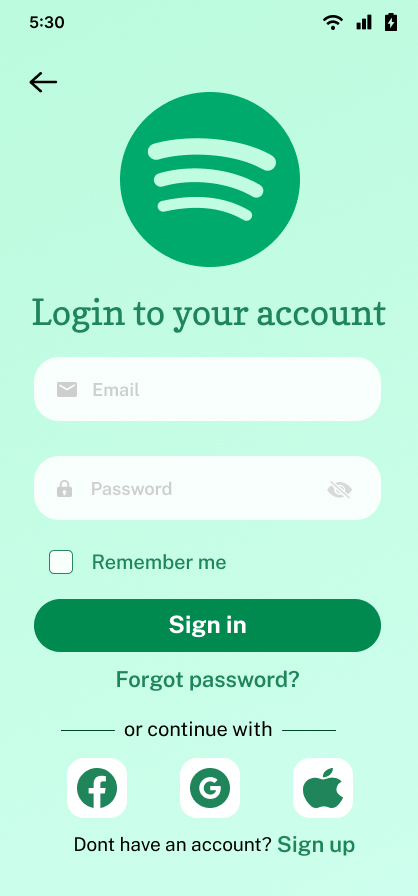 5:30
Login to your account
Email
Password
Remember me
Sign in
Forgot password?
or continue with
Dont have an account? Sign up